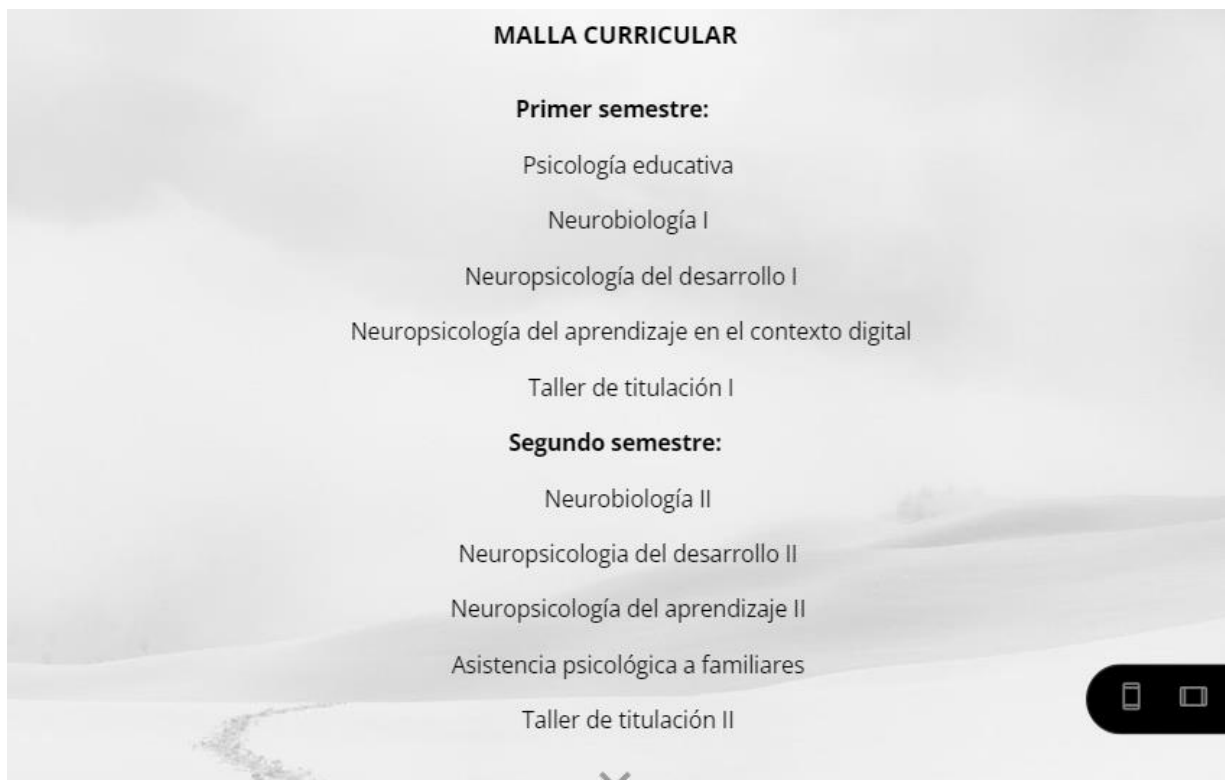 MALLA CURRICULAR
Primer semestre:
Psicología educativa
Neurobiología I
Neuropsicología del desarrollo I
Neuropsicología del aprendizaje en el contexto digital
Taller de titulación I
Segundo semestre:
Neurobiología II
Neuropsicologia del desarrollo II
Neuropsicología del aprendizaje II
Asistencia psicológica a familiares
Taller de titulación II